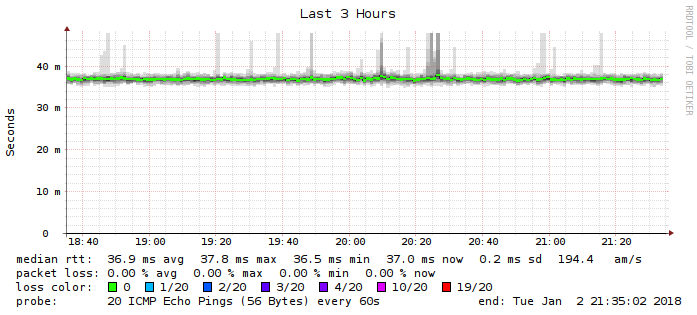 Last 3 Hours
RRDTOOL / TOBI OETIKER
Seconds
40 m
30 m
20 m
10 m
0
18:40 19:00 19:20 19:40 20:00 20:20 20:40 21:00 21:20
median rtt: 36.9 ms avg 37.8 ms max 36.5 ms min 37.0 ms now 0.2 ms sd 194.4 am/s
packet loss: 0.00 % avg 0.00 % max 0.00 % min 0.00 % now
loss color: 0 1/20 2/20 3/20 4/20 10/20 19/20
probe: 20 ICMP Echo Pings (56 Bytes) every 60s end: Tue Jan 2 21:35:02 2018